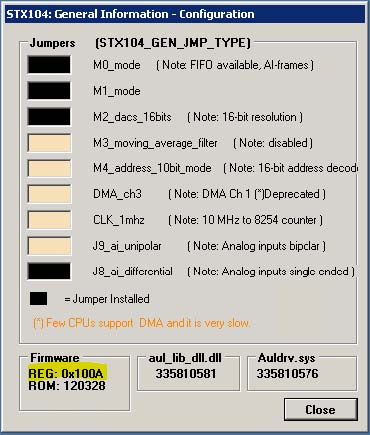 STX104: General Information - Configuration
Jumpers (STX104_GEN_JMP_TYPE)
M0_mode ( Note: FIFO available, AI-frames )
M1_mode
M2_dacs_16bits ( Note: 16-bit resolution )
M3_moving_average_filter ( Note: disabled )
M4_address_10bit_mode ( Note: 16-bit address decod
DMA_ch3 ( Note: DMA Ch 1 (*)Deprecated )
CLK_1mhz ( Note: 10 MHz to 8254 counter )
J9_ai_unipolar ( Note: Analog inputs bipolar )
J8_ai_differential ( Note: Analog inputs single ended )
= Jumper Installed
(*) Few CPUs support DMA and it is very slow.
Firmware
REG: 0x100A
ROM: 120328
aul_lib_dll.dll
335810581
Auldrv.sys
335810576
Close